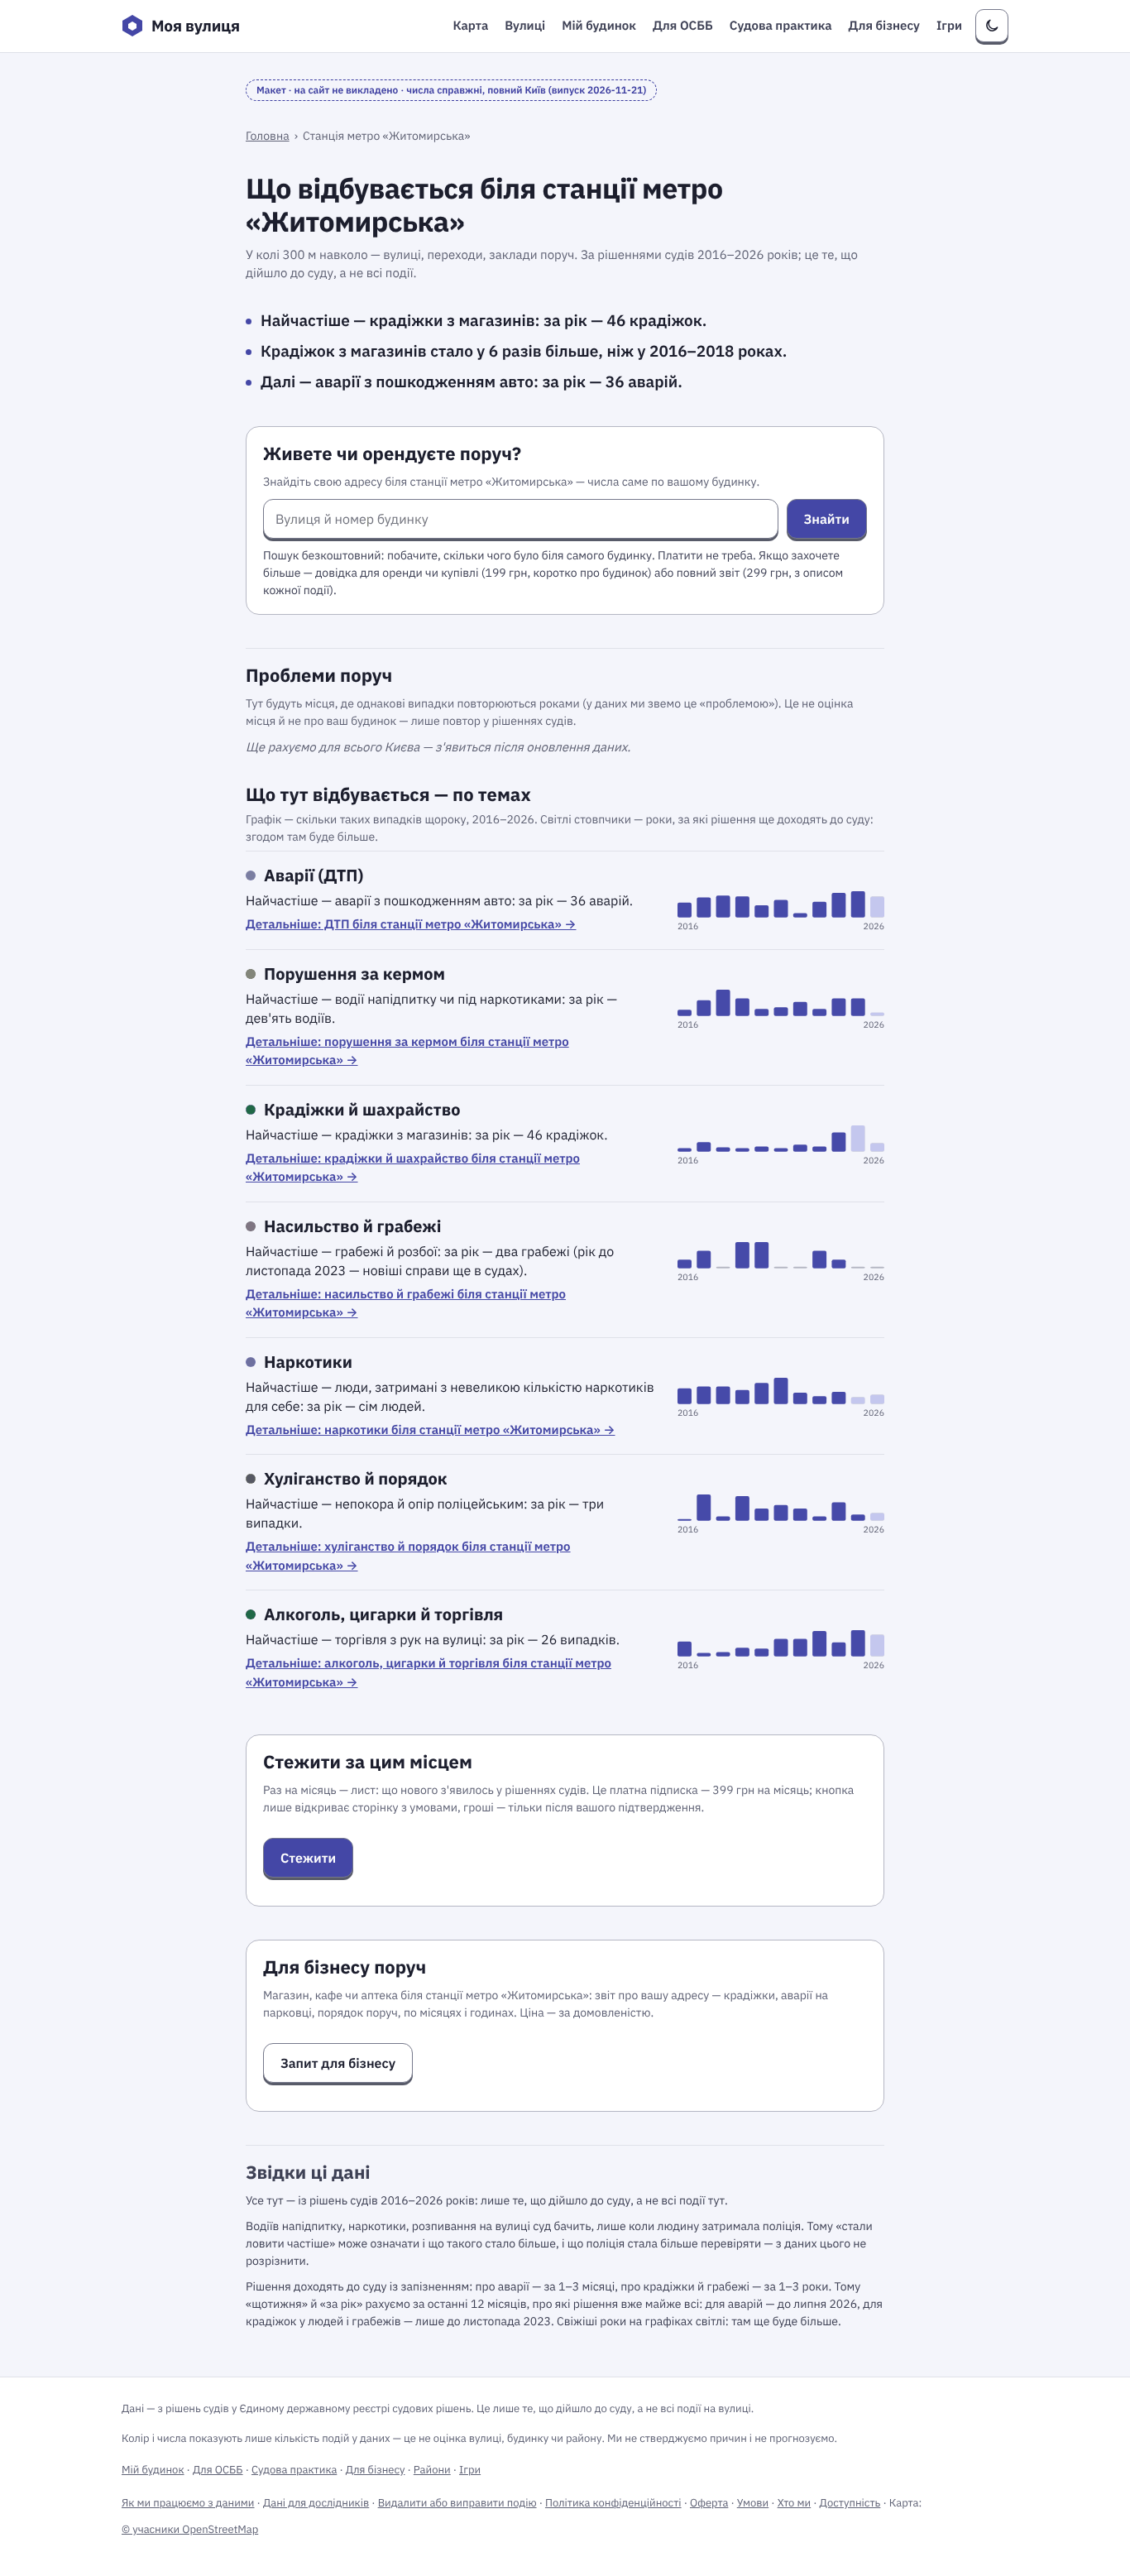 Моя вулиця
Карта Вулиці Мій будинок Для ОСББ Судова практика Для бізнесу Ігри
Макет · на сайт не викладено · числа справжні, повний Київ (випуск 2026-11-21)
Головна › Станція метро «Житомирська»
Що відбувається біля станції метро
«Житомирська»
У колі 300 м навколо — вулиці, переходи, заклади поруч. За рішеннями судів 2016–2026 років; це те, що
дійшло до суду, а не всі події.
Найчастіше — крадіжки з магазинів: за рік — 46 крадіжок.
Крадіжок з магазинів стало у 6 разів більше, ніж у 2016–2018 роках.
Далі — аварії з пошкодженням авто: за рік — 36 аварій.
Живете чи орендуєте поруч?
Знайдіть свою адресу біля станції метро «Житомирська» — числа саме по вашому будинку.
Вулиця й номер будинку
Знайти
Пошук безкоштовний: побачите, скільки чого було біля самого будинку. Платити не треба. Якщо захочете
більше — довідка для оренди чи купівлі (199 грн, коротко про будинок) або повний звіт (299 грн, з описом
кожної події).
Проблеми поруч
Тут будуть місця, де однакові випадки повторюються роками (у даних ми звемо це «проблемою»). Це не оцінка
місця й не про ваш будинок — лише повтор у рішеннях судів.
Ще рахуємо для всього Києва — з'явиться після оновлення даних.
Що тут відбувається — по темах
Графік — скільки таких випадків щороку, 2016–2026. Світлі стовпчики — роки, за які рішення ще доходять до суду:
згодом там буде більше.
Аварії (ДТП)
Найчастіше — аварії з пошкодженням авто: за рік — 36 аварій.
Детальніше: ДТП біля станції метро «Житомирська» →
2016 2026
Порушення за кермом
Найчастіше — водії напідпитку чи під наркотиками: за рік —
дев'ять водіїв.
Детальніше: порушення за кермом біля станції метро
«Житомирська» →
2016 2026
Крадіжки й шахрайство
Найчастіше — крадіжки з магазинів: за рік — 46 крадіжок.
Детальніше: крадіжки й шахрайство біля станції метро
«Житомирська» →
2016 2026
Насильство й грабежі
Найчастіше — грабежі й розбої: за рік — два грабежі (рік до
листопада 2023 — новіші справи ще в судах).
Детальніше: насильство й грабежі біля станції метро
«Житомирська» →
2016 2026
Наркотики
Найчастіше — люди, затримані з невеликою кількістю наркотиків
для себе: за рік — сім людей.
Детальніше: наркотики біля станції метро «Житомирська» →
2016 2026
Хуліганство й порядок
Найчастіше — непокора й опір поліцейським: за рік — три
випадки.
Детальніше: хуліганство й порядок біля станції метро
«Житомирська» →
2016 2026
Алкоголь, цигарки й торгівля
Найчастіше — торгівля з рук на вулиці: за рік — 26 випадків.
Детальніше: алкоголь, цигарки й торгівля біля станції метро
«Житомирська» →
2016 2026
Стежити за цим місцем
Раз на місяць — лист: що нового з'явилось у рішеннях судів. Це платна підписка — 399 грн на місяць; кнопка
лише відкриває сторінку з умовами, гроші — тільки після вашого підтвердження.
Стежити
Для бізнесу поруч
Магазин, кафе чи аптека біля станції метро «Житомирська»: звіт про вашу адресу — крадіжки, аварії на
парковці, порядок поруч, по місяцях і годинах. Ціна — за домовленістю.
Запит для бізнесу
Звідки ці дані
Усе тут — із рішень судів 2016–2026 років: лише те, що дійшло до суду, а не всі події тут.
Водіїв напідпитку, наркотики, розпивання на вулиці суд бачить, лише коли людину затримала поліція. Тому «стали
ловити частіше» може означати і що такого стало більше, і що поліція стала більше перевіряти — з даних цього не
розрізнити.
Рішення доходять до суду із запізненням: про аварії — за 1–3 місяці, про крадіжки й грабежі — за 1–3 роки. Тому
«щотижня» й «за рік» рахуємо за останні 12 місяців, про які рішення вже майже всі: для аварій — до липня 2026, для
крадіжок у людей і грабежів — лише до листопада 2023. Свіжіші роки на графіках світлі: там ще буде більше.
Дані — з рішень судів у Єдиному державному реєстрі судових рішень. Це лише те, що дійшло до суду, а не всі події на вулиці.
Колір і числа показують лише кількість подій у даних — це не оцінка вулиці, будинку чи району. Ми не стверджуємо причин і не прогнозуємо.
Мій будинок · Для ОСББ · Судова практика · Для бізнесу · Райони · Ігри
Як ми працюємо з даними · Дані для дослідників · Видалити або виправити подію · Політика конфіденційності · Оферта · Умови · Хто ми · Доступність · Карта:
© учасники OpenStreetMap